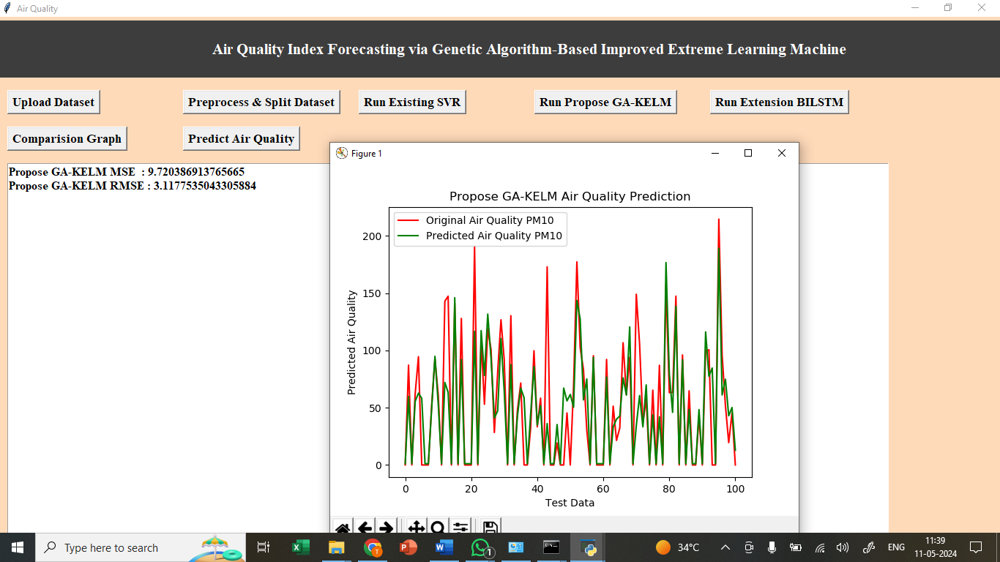 Air Quality
Air Quality Index Forecasting via Genetic Algorithm-Based Improved Extreme Learning Machine
Upload Dataset
Preprocess & Split Dataset
Run Existing SVR
Run Propose GA-KELM
Run Extension BILSTM
Comparision Graph
Predict Air Quality
Propose GA-KELM MSE : 9.720386913765665
Propose GA-KELM RMSE : 3.1177535043305884
Figure 1
Propose GA-KELM Air Quality Prediction
Original Air Quality PM10
Predicted Air Quality PM10
Predicted Air Quality
200
150
100
50
0
0 20 40 60 80 100
Test Data
Type here to search
1
34°C
ENG
11:39
11-05-2024